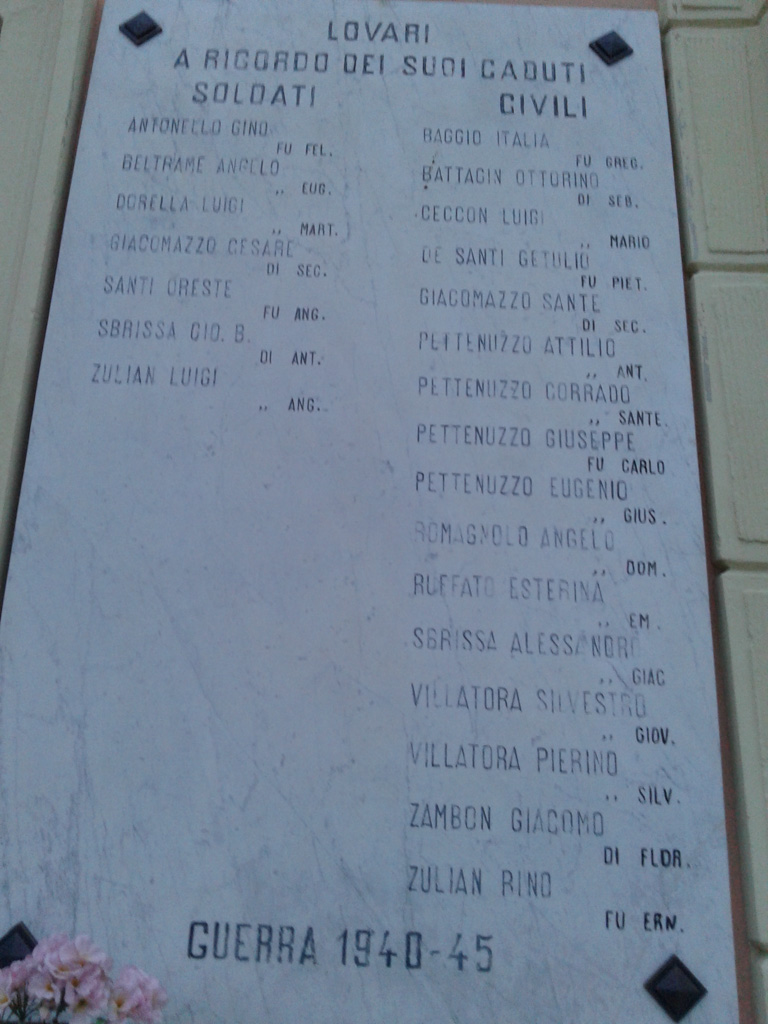 LOVARI
A RICORDO DEI SUOI CADUTI
SOLDATI
ANTONELLO GINO
FU FEL.
BELTRAME ANGELO
,, EUG.
DORELLA LUIGI
,, MART.
GIACOMAZZO CESARE
DI SEC.
SANTI ORESTE
FU ANG.
SBRISSA GIO. B.
DI ANT.
ZULIAN LUIGI
,, ANG.
CIVILI
BAGGIO ITALIA
FU GREG.
BATTAGIN OTTORINO
DI SEB.
CECCON LUIGI
,, MARIO
DE SANTI GETULIO
FU PIET.
GIACOMAZZO SANTE
DI SEC.
PETTENUZZO ATTILIO
,, ANT.
PETTENUZZO CORRADO
,, SANTE.
PETTENUZZO GIUSEPPE
FU CARLO
PETTENUZZO EUGENIO
,, GIUS.
ROMAGNOLO ANGELO
,, DOM.
RUFFATO ESTERINA
,, EM.
SBRISSA ALESSANDRO
,, GIAC
VILLATORA SILVESTRO
,, GIOV.
VILLATORA PIERINO
,, SILV.
ZAMBON GIACOMO
DI FLOR.
ZULIAN RINO
FU ERN.
GUERRA 1940-45